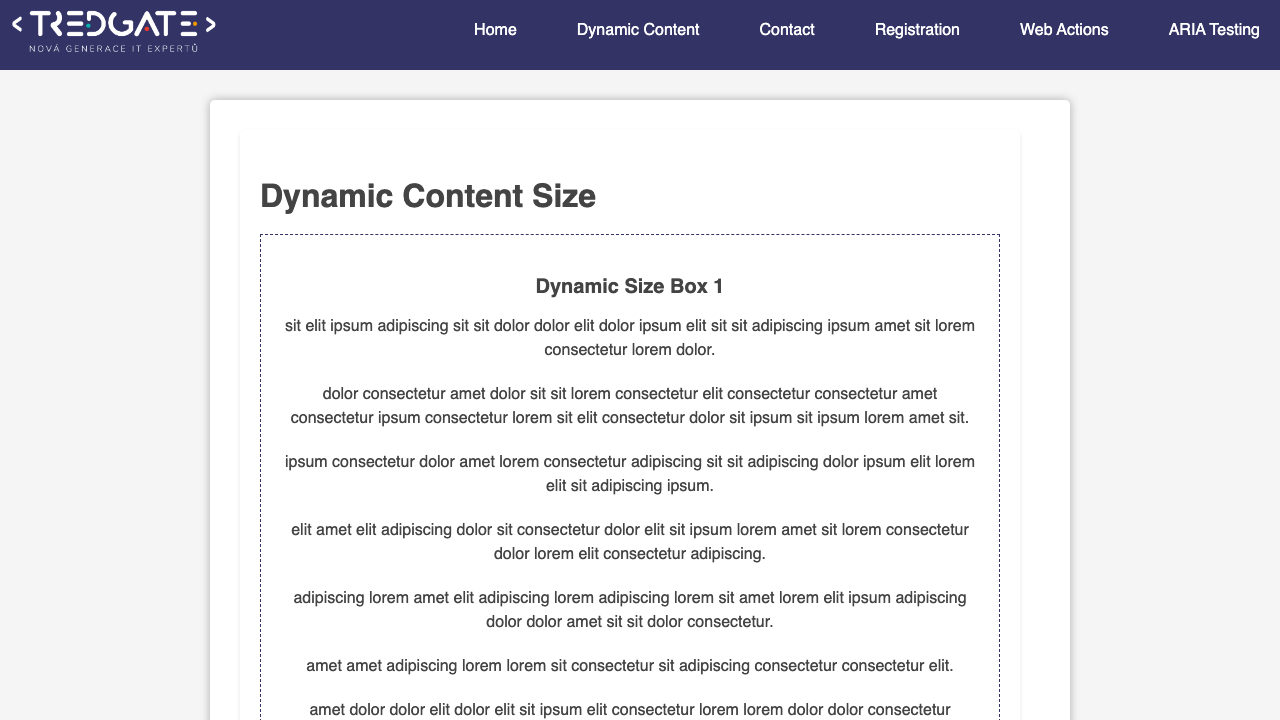 < TREDGATE >
NOVÁ GENERACE IT EXPERTŮ
Home
Dynamic Content
Contact
Registration
Web Actions
ARIA Testing
Dynamic Content Size
Dynamic Size Box 1
sit elit ipsum adipiscing sit sit dolor dolor elit dolor ipsum elit sit sit adipiscing ipsum amet sit lorem
consectetur lorem dolor.
dolor consectetur amet dolor sit sit lorem consectetur elit consectetur consectetur amet
consectetur ipsum consectetur lorem sit elit consectetur dolor sit ipsum sit ipsum lorem amet sit.
ipsum consectetur dolor amet lorem consectetur adipiscing sit sit adipiscing dolor ipsum elit lorem
elit sit adipiscing ipsum.
elit amet elit adipiscing dolor sit consectetur dolor elit sit ipsum lorem amet sit lorem consectetur
dolor lorem elit consectetur adipiscing.
adipiscing lorem amet elit adipiscing lorem adipiscing lorem sit amet lorem elit ipsum adipiscing
dolor dolor amet sit sit dolor consectetur.
amet amet adipiscing lorem lorem sit consectetur sit adipiscing consectetur consectetur elit.
amet dolor dolor elit dolor elit sit ipsum elit consectetur lorem lorem dolor dolor consectetur